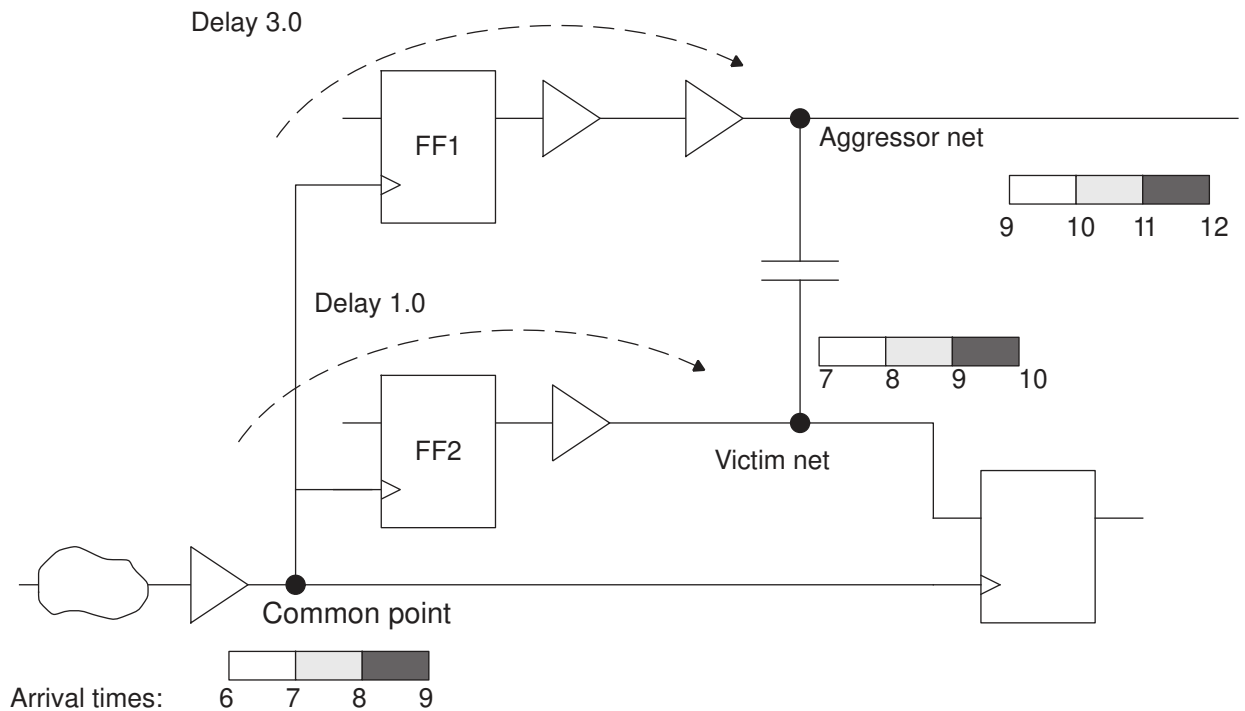 Delay 3.0
FF1
Aggressor net
9 10 11 12
Delay 1.0
7 8 9 10
FF2
Victim net
Common point
Arrival times: 6 7 8 9